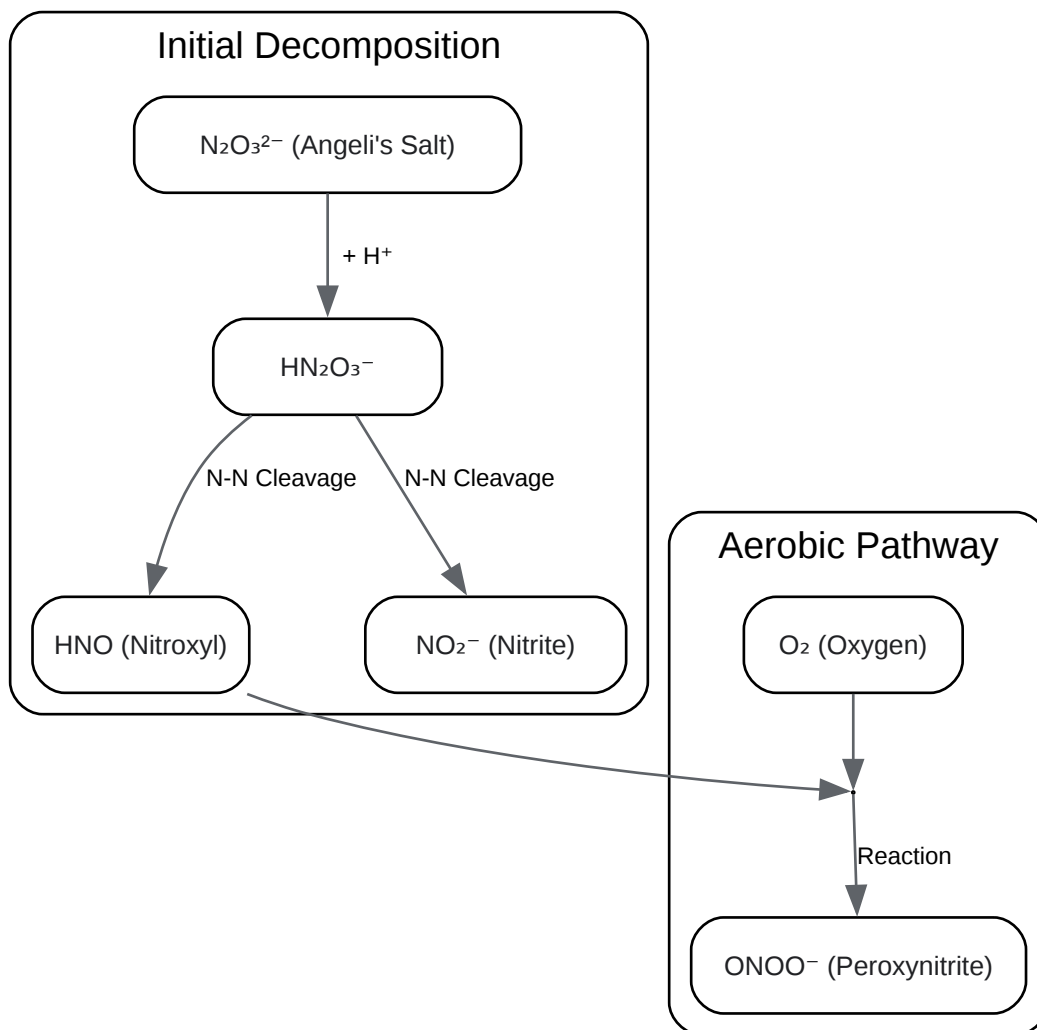 Initial Decomposition
N₂O₃²⁻ (Angeli's Salt)
+ H⁺
HN₂O₃⁻
N-N Cleavage
N-N Cleavage
HNO (Nitroxyl)
NO₂⁻ (Nitrite)
Aerobic Pathway
O₂ (Oxygen)
Reaction
ONOO⁻ (Peroxynitrite)